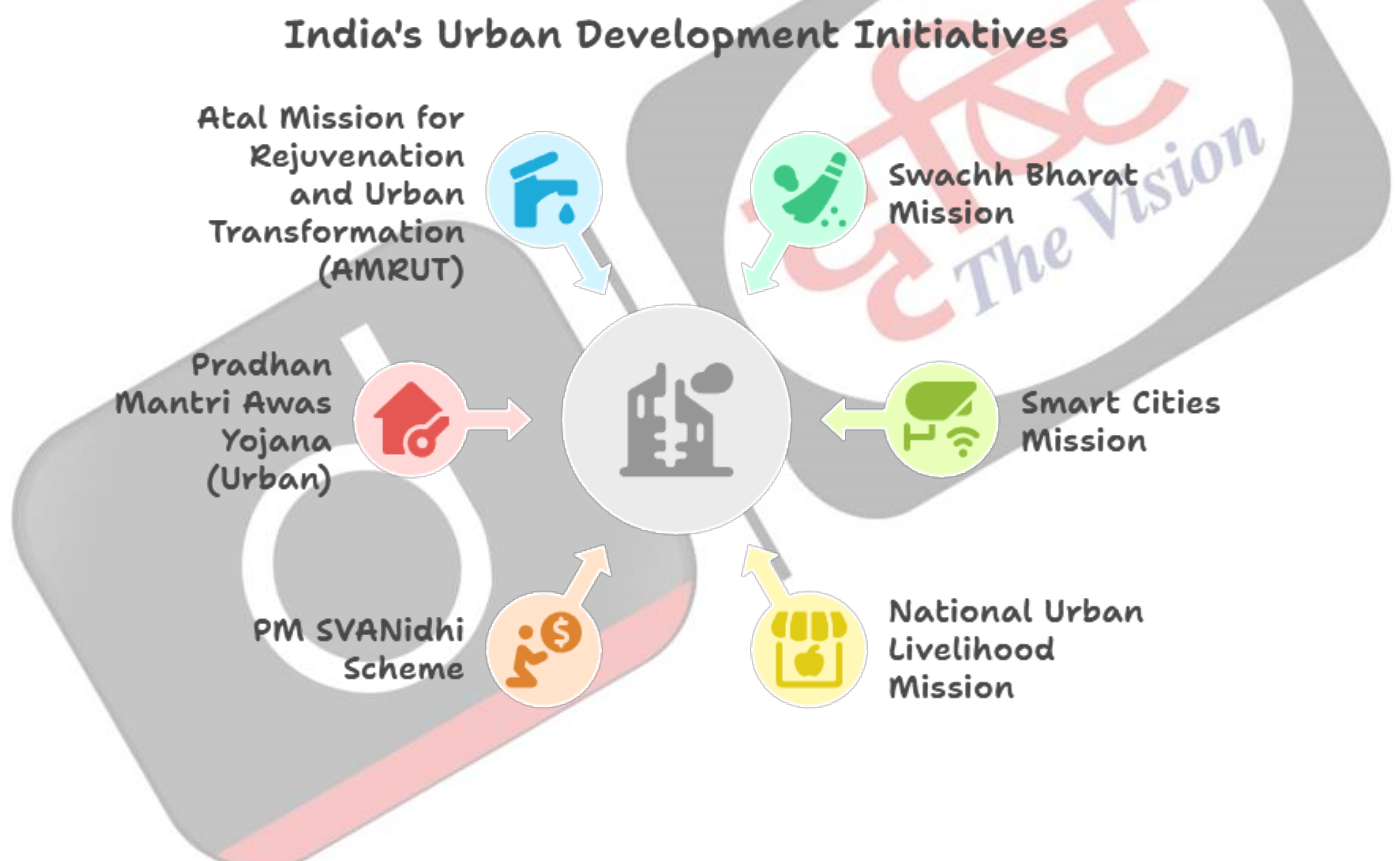 India's Urban Development Initiatives
Atal Mission for
Rejuvenation
and Urban
Transformation
(AMRUT)
Swachh Bharat
Mission
Pradhan
Mantri Awas
Yojana
(Urban)
Smart Cities
Mission
PM SVANidhi
Scheme
National Urban
Livelihood
Mission
दृष्टि
The Vision